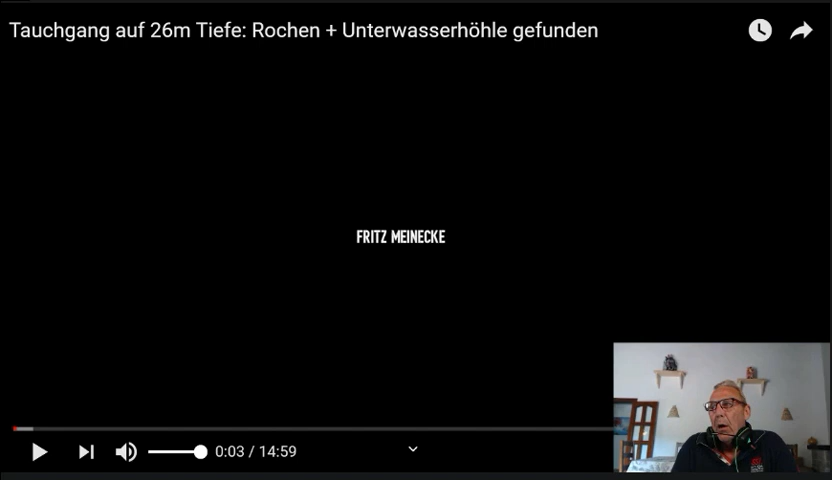 Tauchgang auf 26m Tiefe: Rochen + Unterwasserhöhle gefunden
FRITZ MEINECKE
0:03 / 14:59